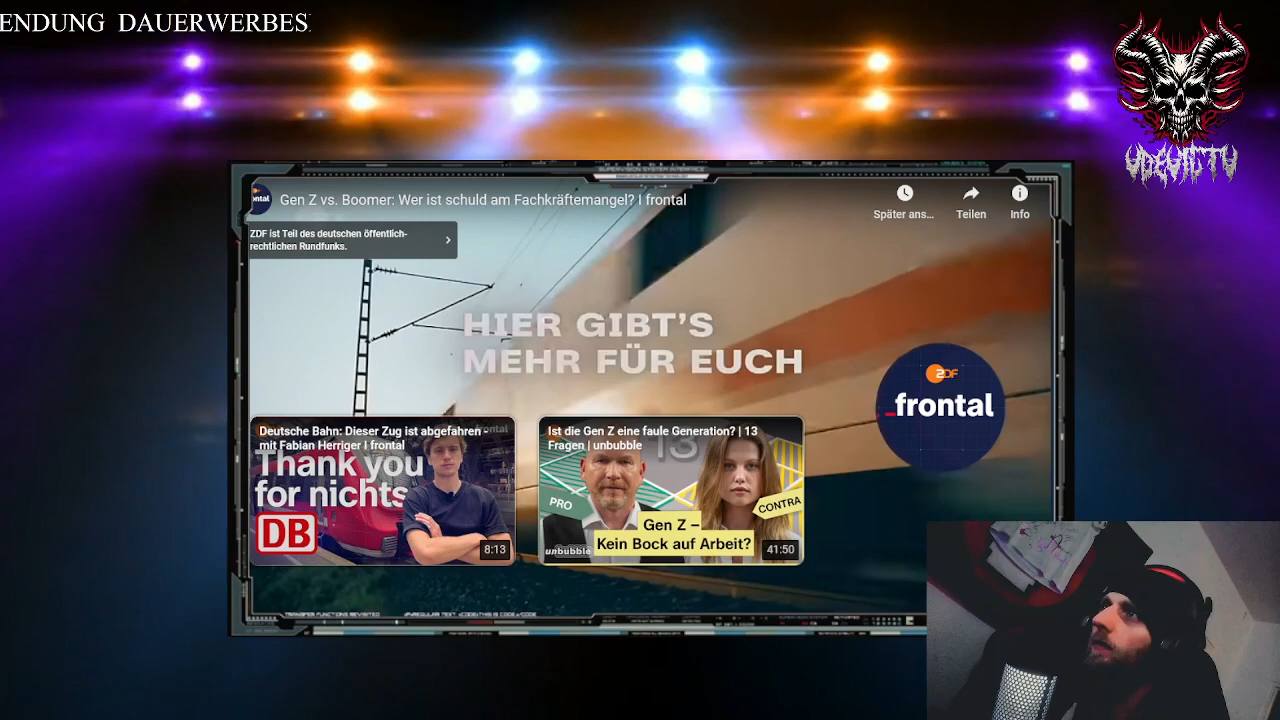 ENDUNG DAUERWERBES
VDEVILTV
Gen Z vs. Boomer: Wer ist schuld am Fachkräftemangel? I frontal
Später ans...
Teilen
Info
ZDF ist Teil des deutschen öffentlich-
rechtlichen Rundfunks.
HIER GIBT'S
MEHR FÜR EUCH
ZDF
_frontal
Deutsche Bahn: Dieser Zug ist abgefahren -
mit Fabian Herriger I frontal
Thank you
for nichts
DB
8:13
Ist die Gen Z eine faule Generation? | 13
Fragen | unbubble
13
PRO
CONTRA
Gen Z –
Kein Bock auf Arbeit?
unbubble
41:50